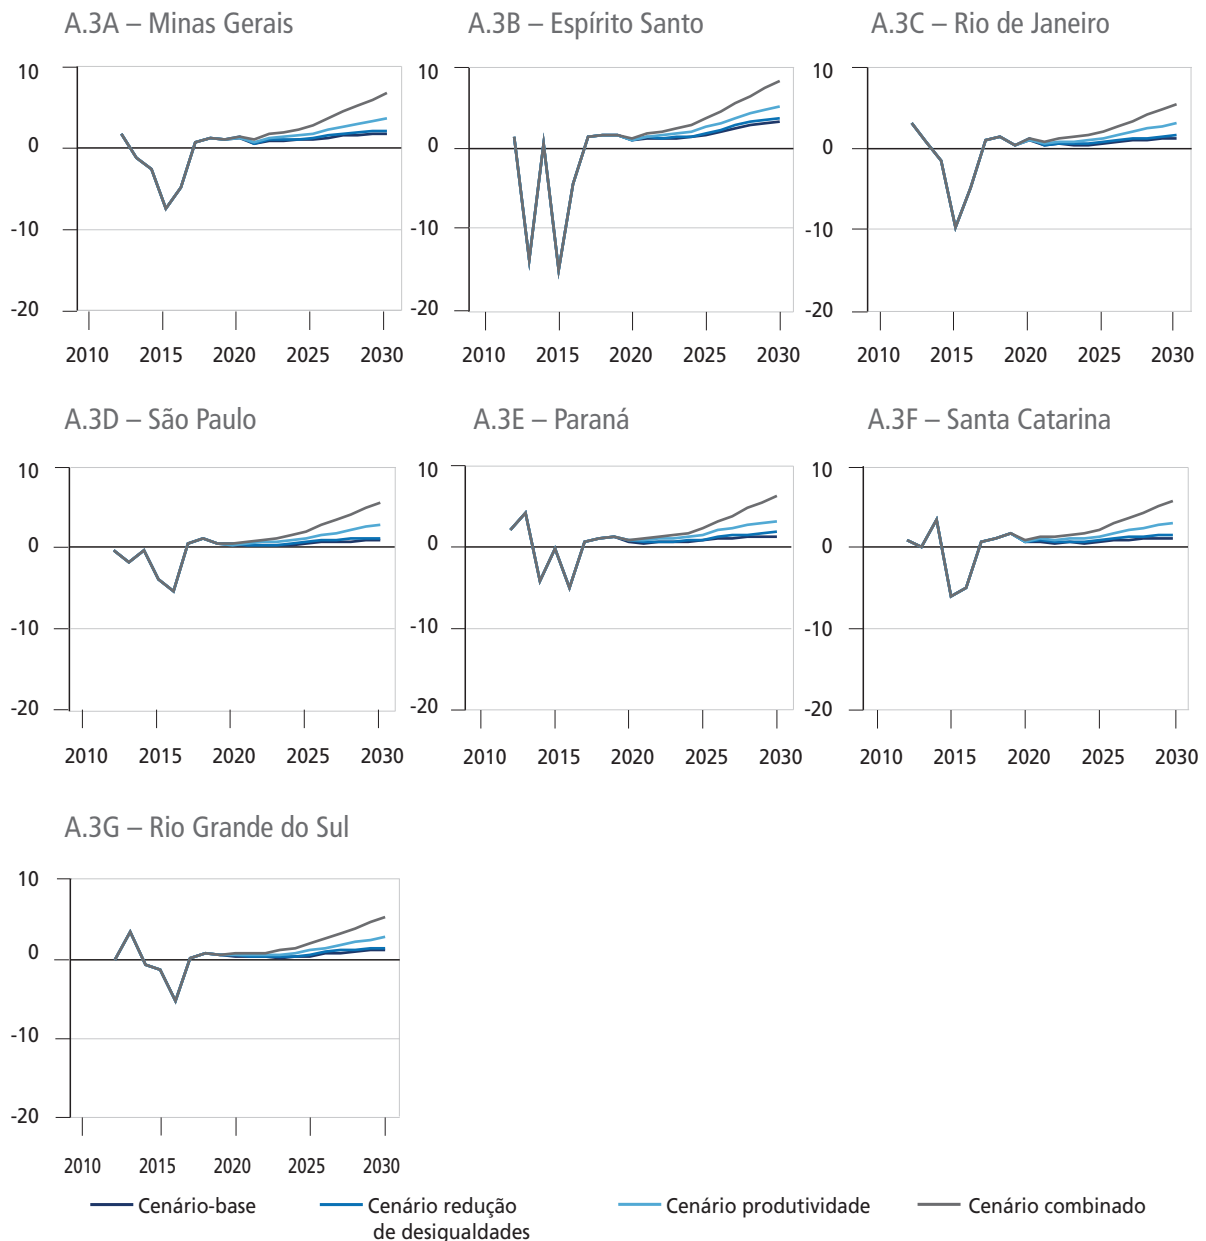 A.3A – Minas Gerais
A.3B – Espírito Santo
A.3C – Rio de Janeiro
10
0
-10
-20
2010 2015 2020 2025 2030
10
0
-10
-20
2010 2015 2020 2025 2030
10
0
-10
-20
2010 2015 2020 2025 2030
A.3D – São Paulo
A.3E – Paraná
A.3F – Santa Catarina
10
0
-10
-20
2010 2015 2020 2025 2030
10
0
-10
-20
2010 2015 2020 2025 2030
10
0
-10
-20
2010 2015 2020 2025 2030
A.3G – Rio Grande do Sul
10
0
-10
-20
2010 2015 2020 2025 2030
Cenário-base
Cenário redução
de desigualdades
Cenário produtividade
Cenário combinado